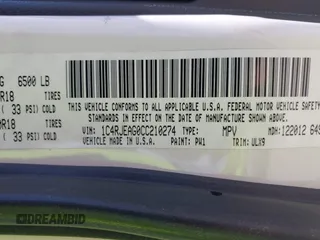 G 6500 LB
R18 TIRES
( 33 PSI) COLD
R18 TIRES
( 33 PSI) COLD
THIS VEHICLE CONFORMS TO ALL APPLICABLE U.S.A. FEDERAL MOTOR VEHICLE
SAFETY STANDARDS IN EFFECT ON THE DATE OF MANUFACTURE SHOWN ABOVE.
VEHICLE MADE IN U.S.A.
VIN: 1C4RJEAG0CC210274 TYPE: MPV MDH: 122012
PAINT: PW1 TRIM: ULX9
DREAMBID